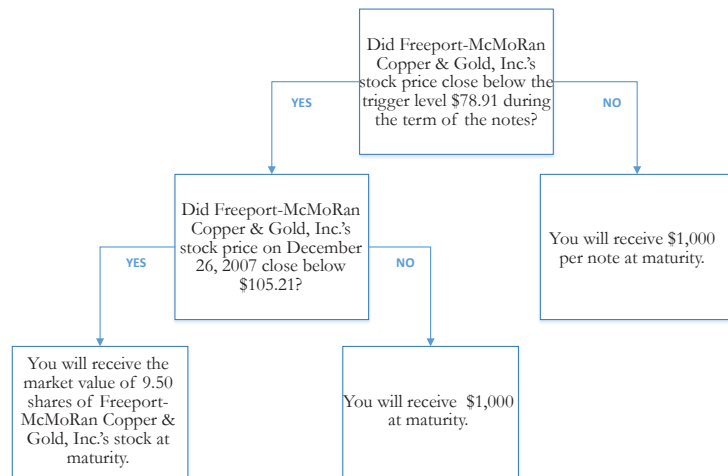 Did Freeport-McMoRan
Copper & Gold, Inc.'s
stock price close below the
trigger level $78.91 during
the term of the notes?
YES
NO
Did Freeport-McMoRan
Copper & Gold, Inc.'s
stock price on December
26, 2007 close below
$105.21?
You will receive $1,000
per note at maturity.
YES
NO
You will receive the
market value of 9.50
shares of Freeport-
McMoRan Copper &
Gold, Inc.'s stock at
maturity.
You will receive $1,000
at maturity.